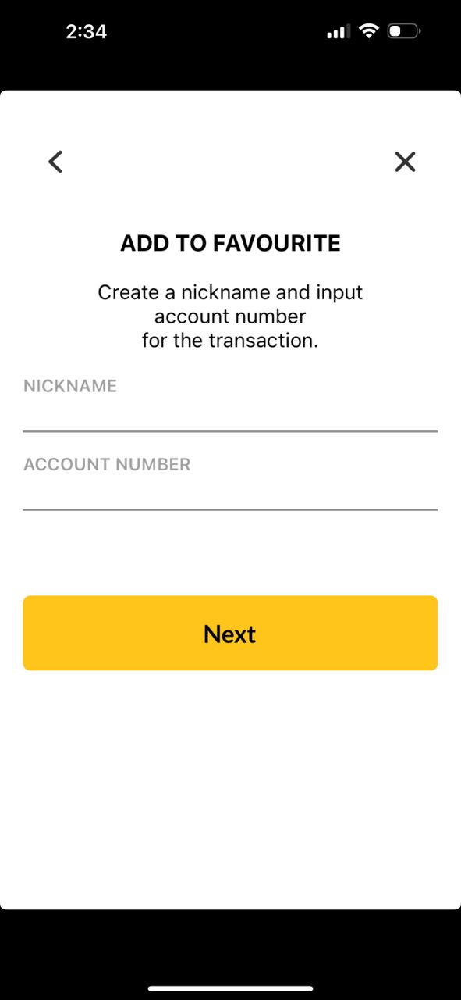 2:34
ADD TO FAVOURITE
Create a nickname and input
account number
for the transaction.
NICKNAME
ACCOUNT NUMBER
Next